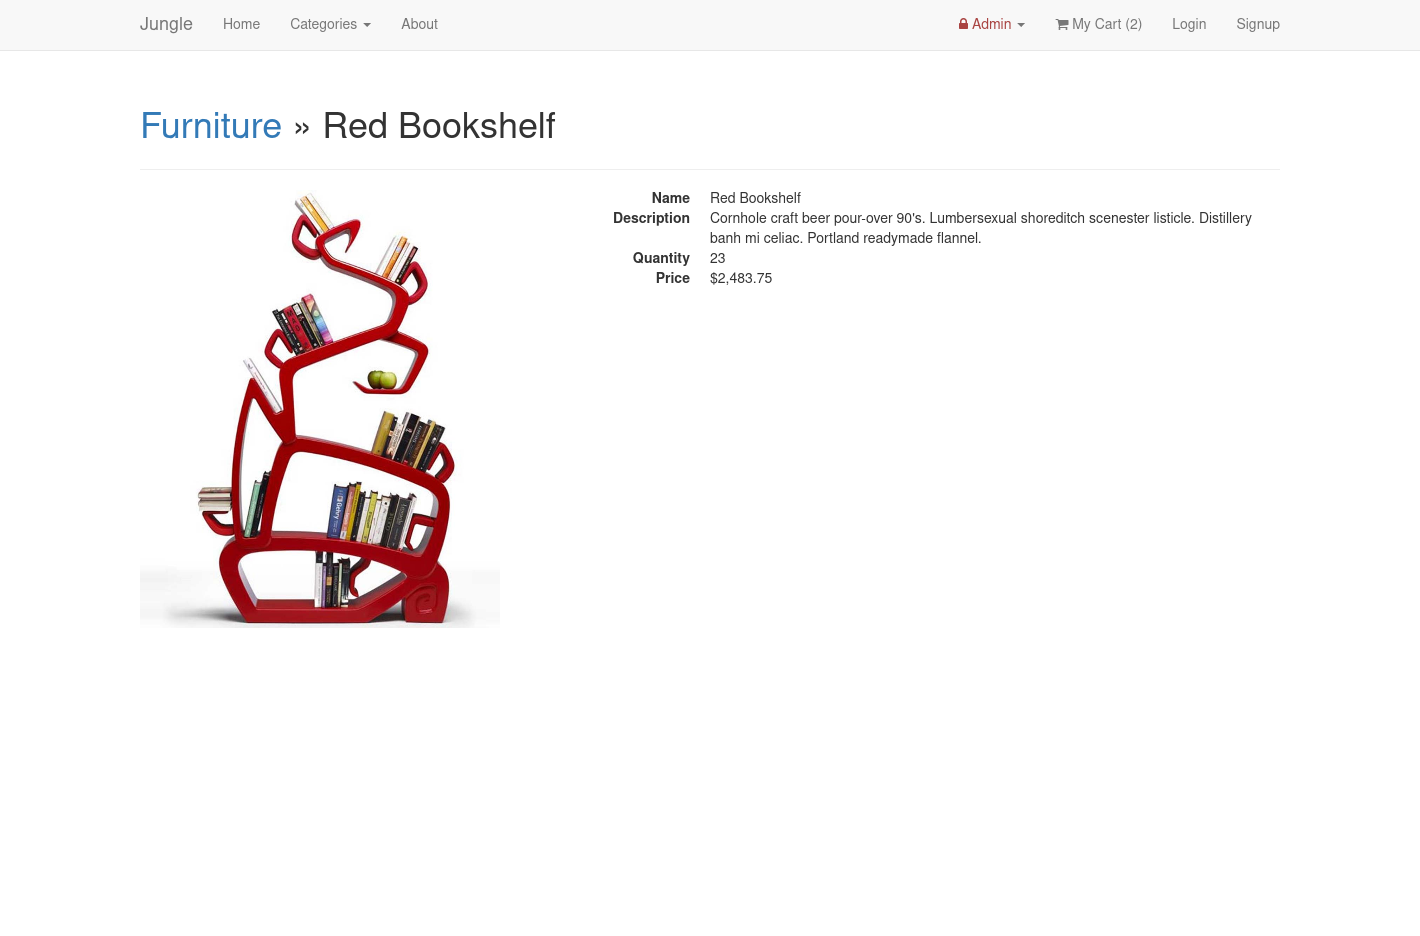 Jungle Home Categories About Admin My Cart (2) Login Signup
Furniture » Red Bookshelf
Name Red Bookshelf
Description Cornhole craft beer pour-over 90's. Lumbersexual shoreditch scenester listicle. Distillery
banh mi celiac. Portland readymade flannel.
Quantity 23
Price $2,483.75